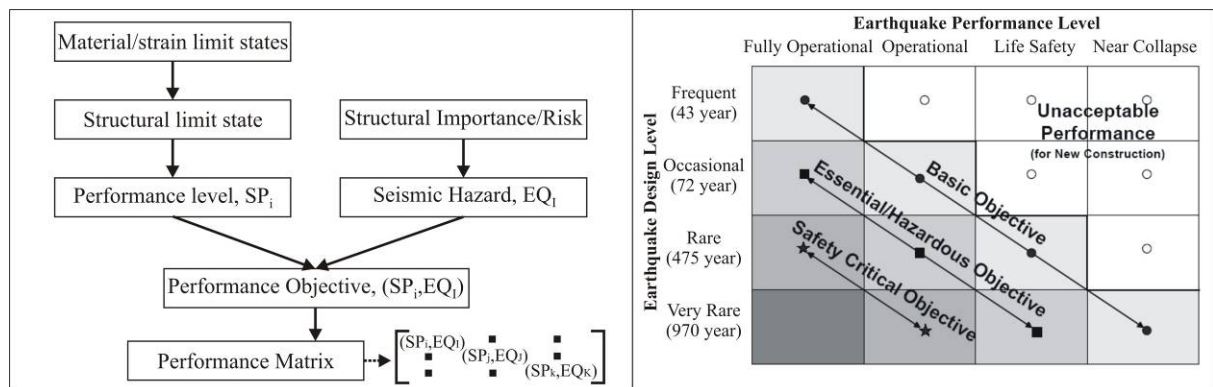 Material/strain limit states
Structural limit state
Structural Importance/Risk
Performance level, SPi
Seismic Hazard, EQI
Performance Objective, (SPi,EQI)
Performance Matrix
(SPi,EQI)
(SPj,EQJ)
(SPk,EQK)
Earthquake Performance Level
Fully Operational Operational Life Safety Near Collapse
Earthquake Design Level
Frequent
(43 year)
Occasional
(72 year)
Rare
(475 year)
Very Rare
(970 year)
Unacceptable
Performance
(for New Construction)
Basic Objective
Essential/Hazardous Objective
Safety Critical Objective